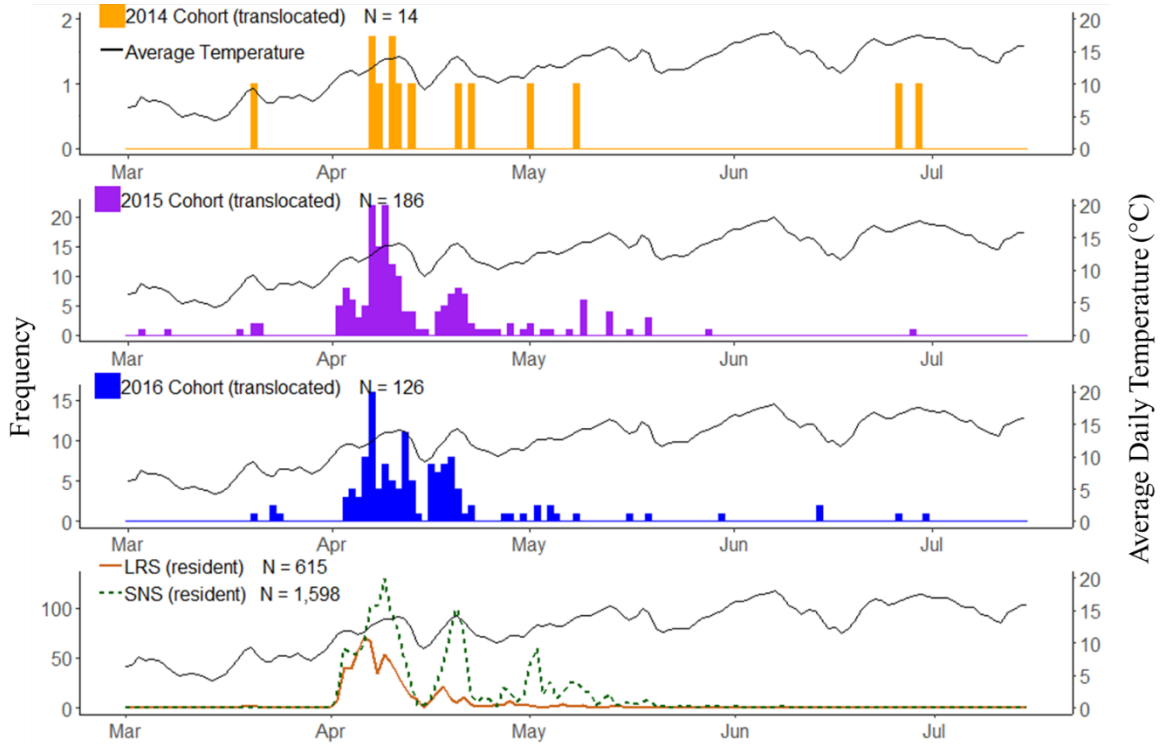 2014 Cohort (translocated) N = 14
Average Temperature
2
1
0
20
15
10
5
0
Mar Apr May Jun Jul
2015 Cohort (translocated) N = 186
20
15
10
5
0
20
15
10
5
0
Mar Apr May Jun Jul
2016 Cohort (translocated) N = 126
15
10
5
0
20
15
10
5
0
Mar Apr May Jun Jul
LRS (resident) N = 615
SNS (resident) N = 1,598
100
50
0
20
15
10
5
0
Mar Apr May Jun Jul
Frequency
Average Daily Temperature (°C)